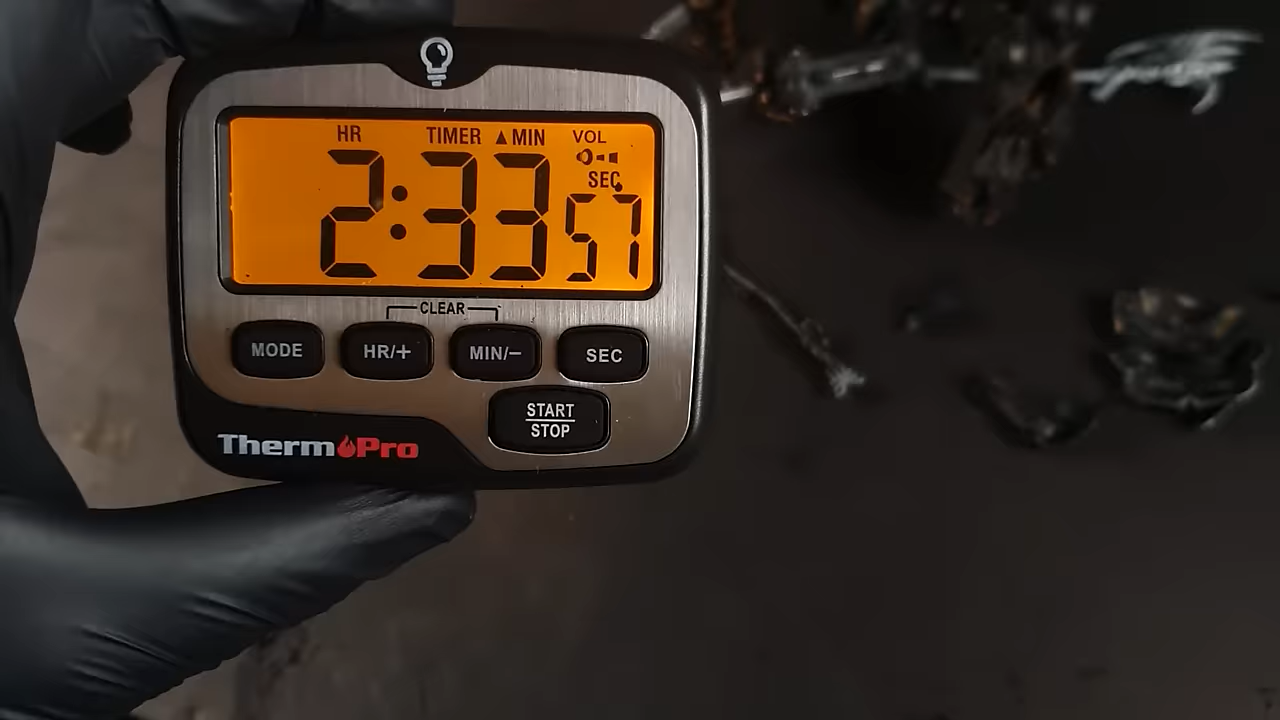 HR TIMER ▲MIN VOL
SEC
2:33 57
CLEAR
MODE HR/+ MIN/− SEC
START
STOP
ThermoPro